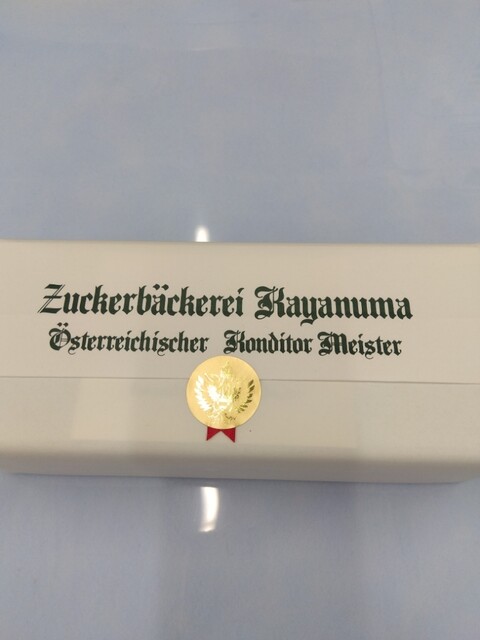 Zuckerbäckerei Kayanuma
Österreichischer Konditor Meister